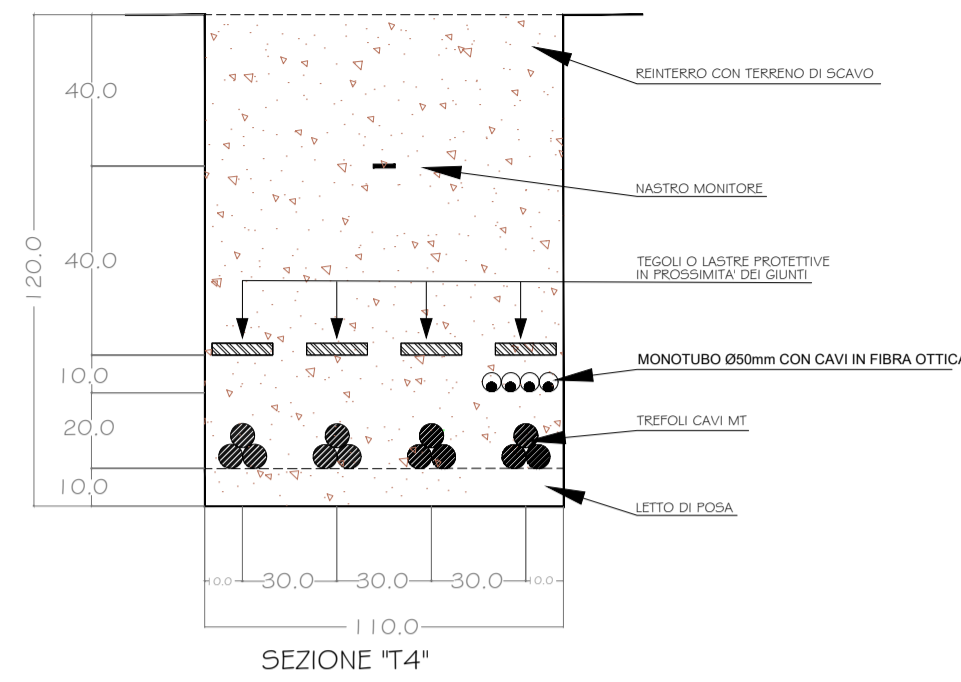 40.0
REINTERRO CON TERRENO DI SCAVO
NASTRO MONITORE
120.0
40.0
TEGOLI O LASTRE PROTETTIVE
IN PROSSIMITA' DEI GIUNTI
MONOTUBO Ø50mm CON CAVI IN FIBRA OTTICA
10.0
20.0
TREFOLI CAVI MT
10.0
LETTO DI POSA
10.0 30.0 30.0 30.0 10.0
110.0
SEZIONE "T4"